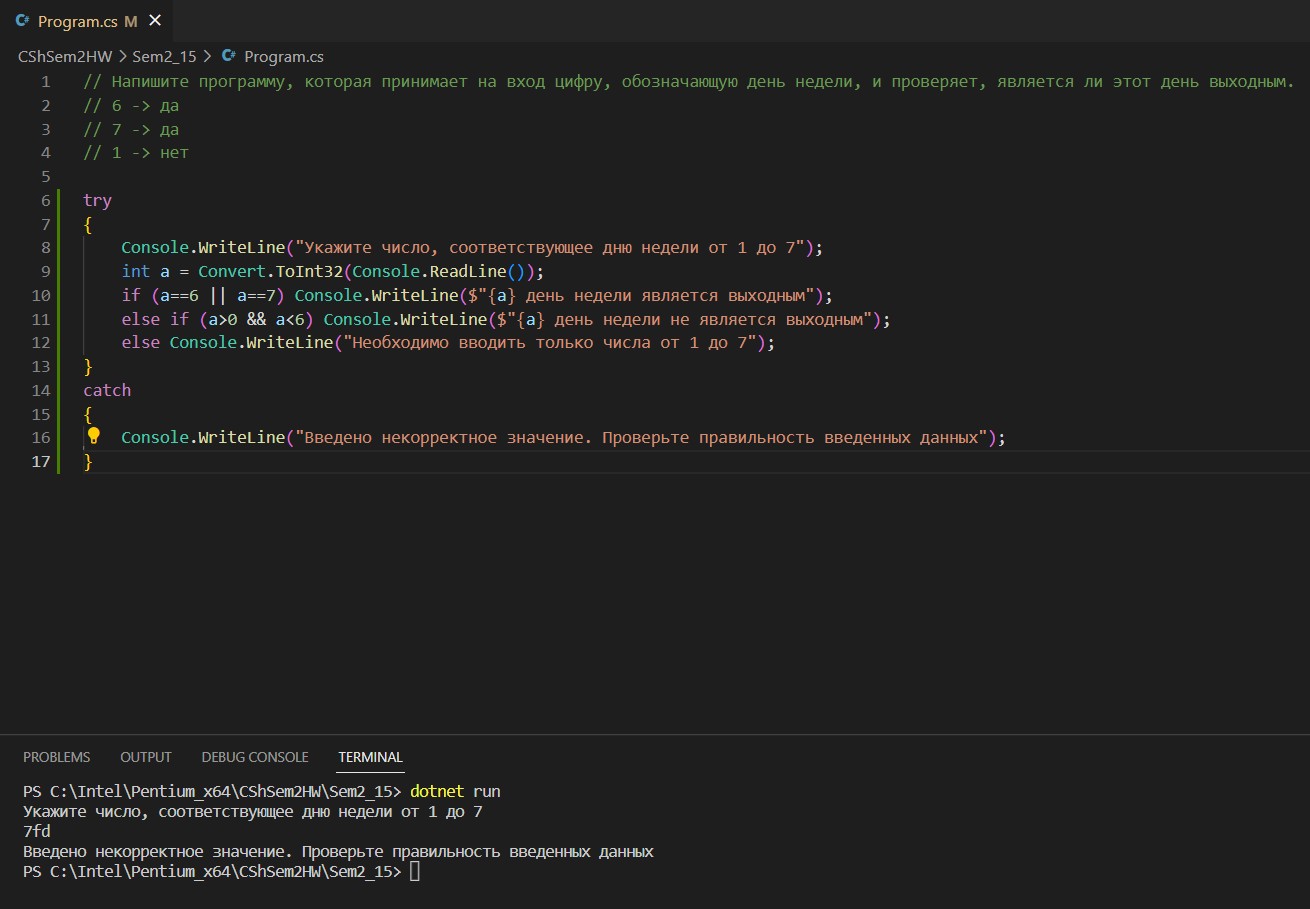 Program.cs M
CShSem2HW > Sem2_15 > Program.cs
1 // Напишите программу, которая принимает на вход цифру, обозначающую день недели, и проверяет, является ли этот день выходным.
2 // 6 -> да
3 // 7 -> да
4 // 1 -> нет
5
6 try
7 {
8 Console.WriteLine("Укажите число, соответствующее дню недели от 1 до 7");
9 int a = Convert.ToInt32(Console.ReadLine());
10 if (a==6 || a==7) Console.WriteLine($"{a} день недели является выходным");
11 else if (a>0 && a<6) Console.WriteLine($"{a} день недели не является выходным");
12 else Console.WriteLine("Необходимо вводить только числа от 1 до 7");
13 }
14 catch
15 {
16 Console.WriteLine("Введено некорректное значение. Проверьте правильность введенных данных");
17 }
PROBLEMS OUTPUT DEBUG CONSOLE TERMINAL
PS C:\Intel\Pentium_x64\CShSem2HW\Sem2_15> dotnet run
Укажите число, соответствующее дню недели от 1 до 7
7fd
Введено некорректное значение. Проверьте правильность введенных данных
PS C:\Intel\Pentium_x64\CShSem2HW\Sem2_15>